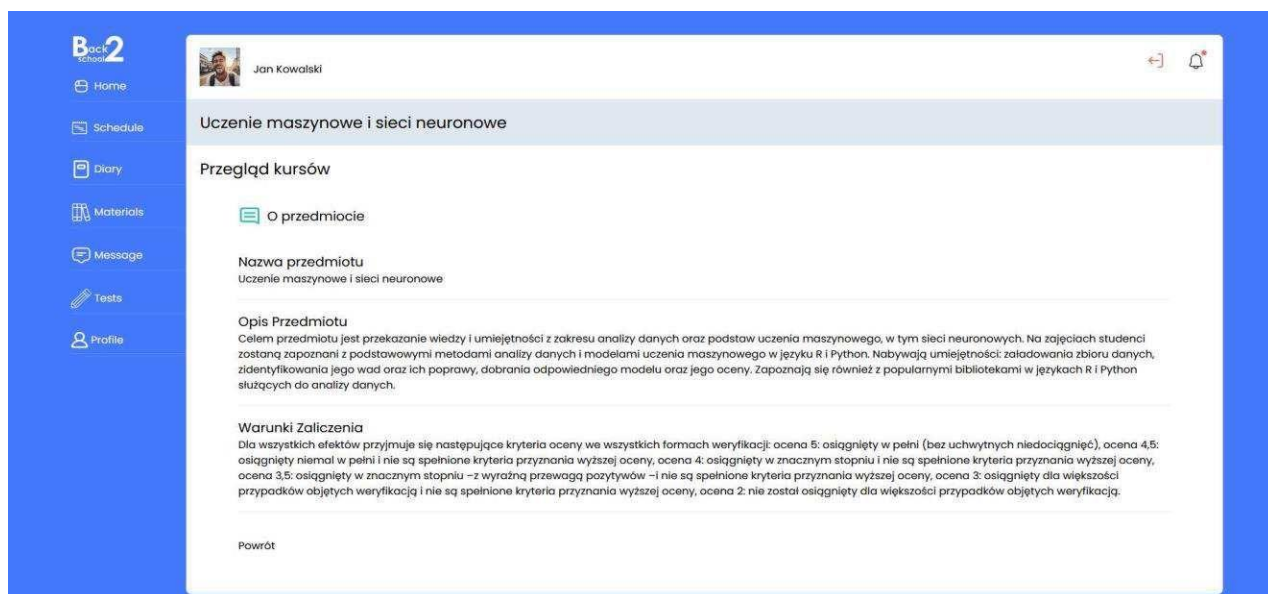 Back 2
School
Home
Schedule
Diary
Materials
Message
Tests
Profile
Jan Kowalski
Uczenie maszynowe i sieci neuronowe
Przegląd kursów
O przedmiocie
Nazwa przedmiotu
Uczenie maszynowe i sieci neuronowe
Opis Przedmiotu
Celem przedmiotu jest przekazanie wiedzy i umiejętności z zakresu analizy danych oraz podstaw uczenia maszynowego, w tym sieci neuronowych. Na zajęciach studenci
zostaną zapoznani z podstawowymi metodami analizy danych i modelami uczenia maszynowego w języku R i Python. Nabywają umiejętności: załadowania zbioru danych,
zidentyfikowania jego wad oraz ich poprawy, dobrania odpowiedniego modelu oraz jego oceny. Zapoznają się również z popularnymi bibliotekami w językach R i Python
służących do analizy danych.
Warunki Zaliczenia
Dla wszystkich efektów przyjmuje się następujące kryteria oceny we wszystkich formach weryfikacji: ocena 5: osiągnięty w pełni (bez uchwytnych niedociągnięć), ocena 4,5:
osiągnięty niemal w pełni i nie są spełnione kryteria przyznania wyższej oceny, ocena 4: osiągnięty w znacznym stopniu i nie są spełnione kryteria przyznania wyższej oceny,
ocena 3,5: osiągnięty w znacznym stopniu –z wyraźną przewagą pozytywów –i nie są spełnione kryteria przyznania wyższej oceny, ocena 3: osiągnięty dla większości
przypadków objętych weryfikacją i nie są spełnione kryteria przyznania wyższej oceny, ocena 2: nie został osiągnięty dla większości przypadków objętych weryfikacją.
Powrót